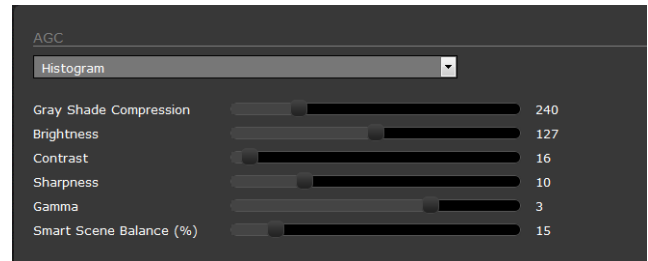 AGC
Histogram
Gray Shade Compression 240
Brightness 127
Contrast 16
Sharpness 10
Gamma 3
Smart Scene Balance (%) 15